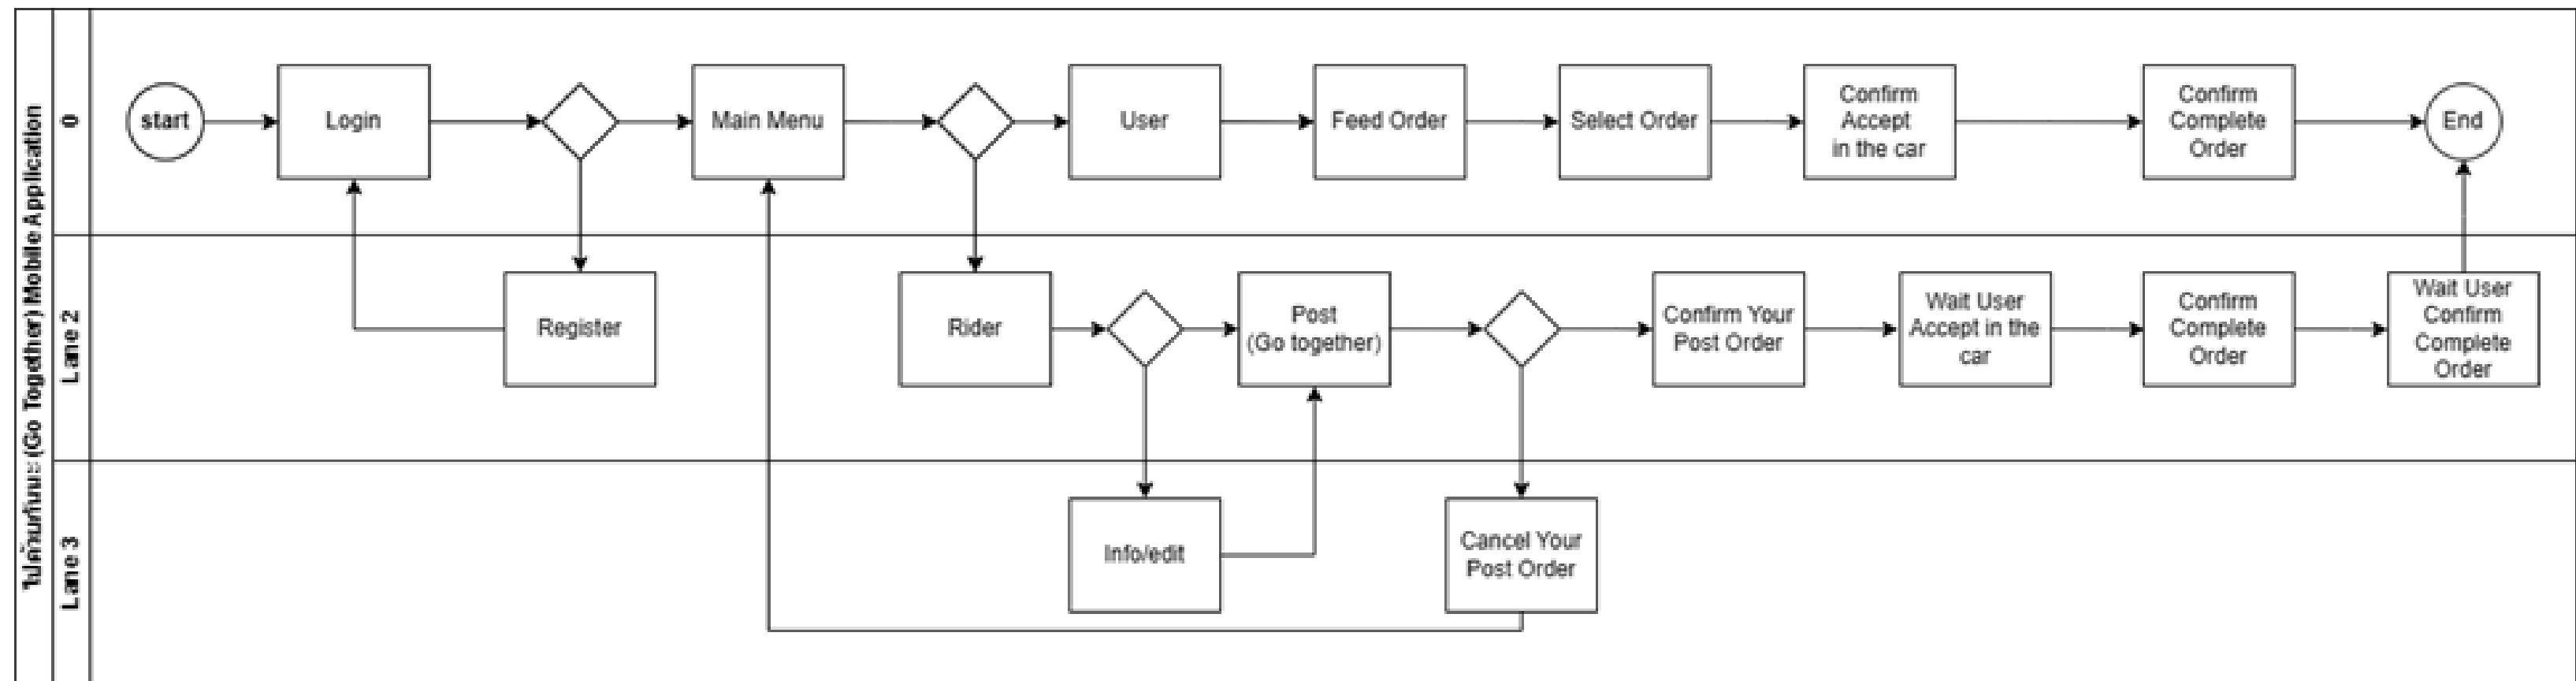 ไปด้วยกันนะ (Go Together) Mobile Application
0
start
Login
Main Menu
User
Feed Order
Select Order
Confirm
Accept
in the car
Confirm
Complete
Order
End
Lane 2
Register
Rider
Post
(Go together)
Confirm Your
Post Order
Wait User
Accept in the
car
Confirm
Complete
Order
Wait User
Confirm
Complete
Order
Lane 3
Info/edit
Cancel Your
Post Order